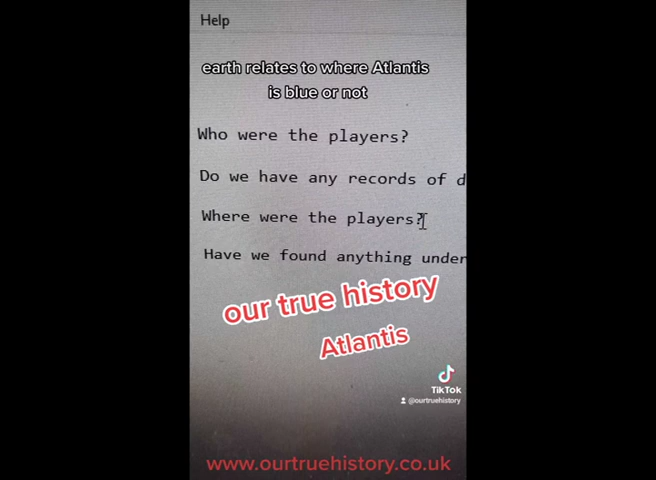 Help
earth relates to where Atlantis
is blue or not
Who were the players?
Do we have any records of d
Where were the players?
Have we found anything under
our true history
Atlantis
TikTok
@ourtruehistory
www.ourtruehistory.co.uk